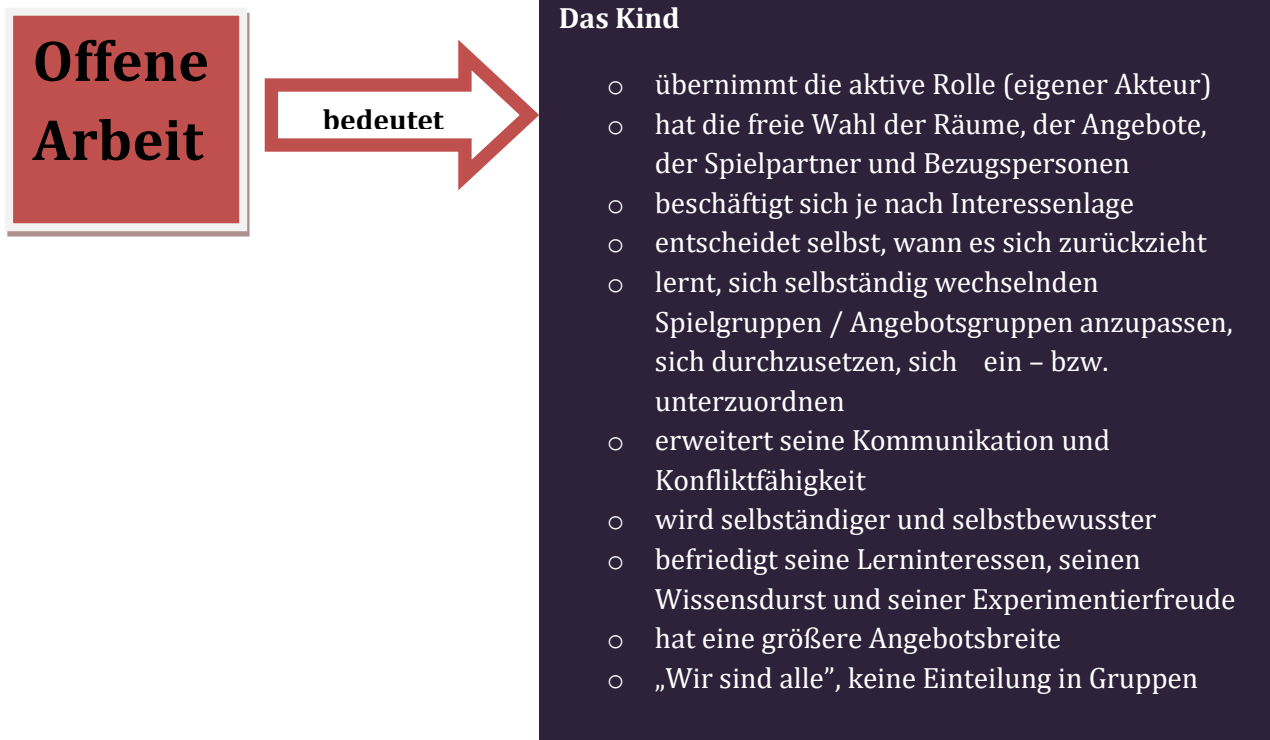 Offene
Arbeit
bedeutet
Das Kind
o übernimmt die aktive Rolle (eigener Akteur)
o hat die freie Wahl der Räume, der Angebote,
der Spielpartner und Bezugspersonen
o beschäftigt sich je nach Interessenlage
o entscheidet selbst, wann es sich zurückzieht
o lernt, sich selbständig wechselnden
Spielgruppen / Angebotsgruppen anzupassen,
sich durchzusetzen, sich ein – bzw.
unterzuordnen
o erweitert seine Kommunikation und
Konfliktfähigkeit
o wird selbständiger und selbstbewusster
o befriedigt seine Lerninteressen, seinen
Wissensdurst und seiner Experimentierfreude
o hat eine größere Angebotsbreite
o „Wir sind alle”, keine Einteilung in Gruppen